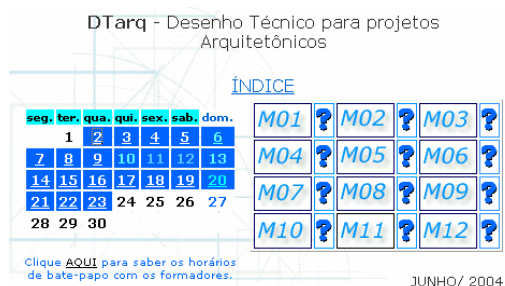 DTarq - Desenho Técnico para projetos
Arquitetônicos
ÍNDICE
seg. ter. qua. qui. sex. sab. dom.
1 2 3 4 5 6
7 8 9 10 11 12 13
14 15 16 17 18 19 20
21 22 23 24 25 26 27
28 29 30
M01 ? M02 ? M03 ?
M04 ? M05 ? M06 ?
M07 ? M08 ? M09 ?
M10 ? M11 ? M12 ?
Clique AQUI para saber os horários
de bate-papo com os formadores.
JUNHO/ 2004